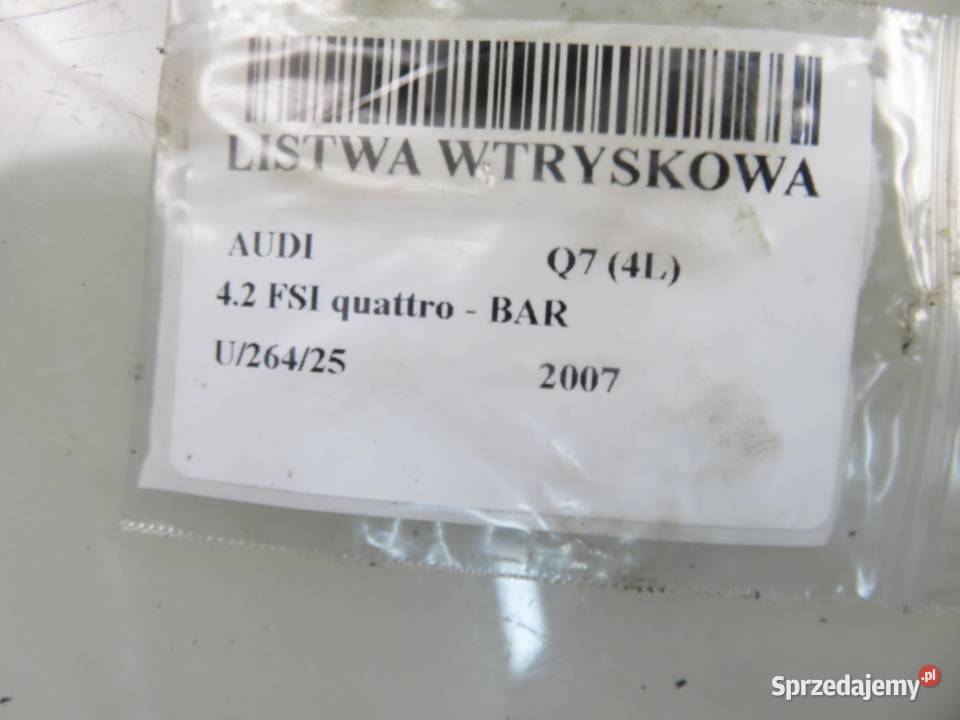 LISTWA WTRYSKOWA
AUDI Q7 (4L)
4.2 FSI quattro - BAR
U/264/25 2007
Sprzedajemy.pl